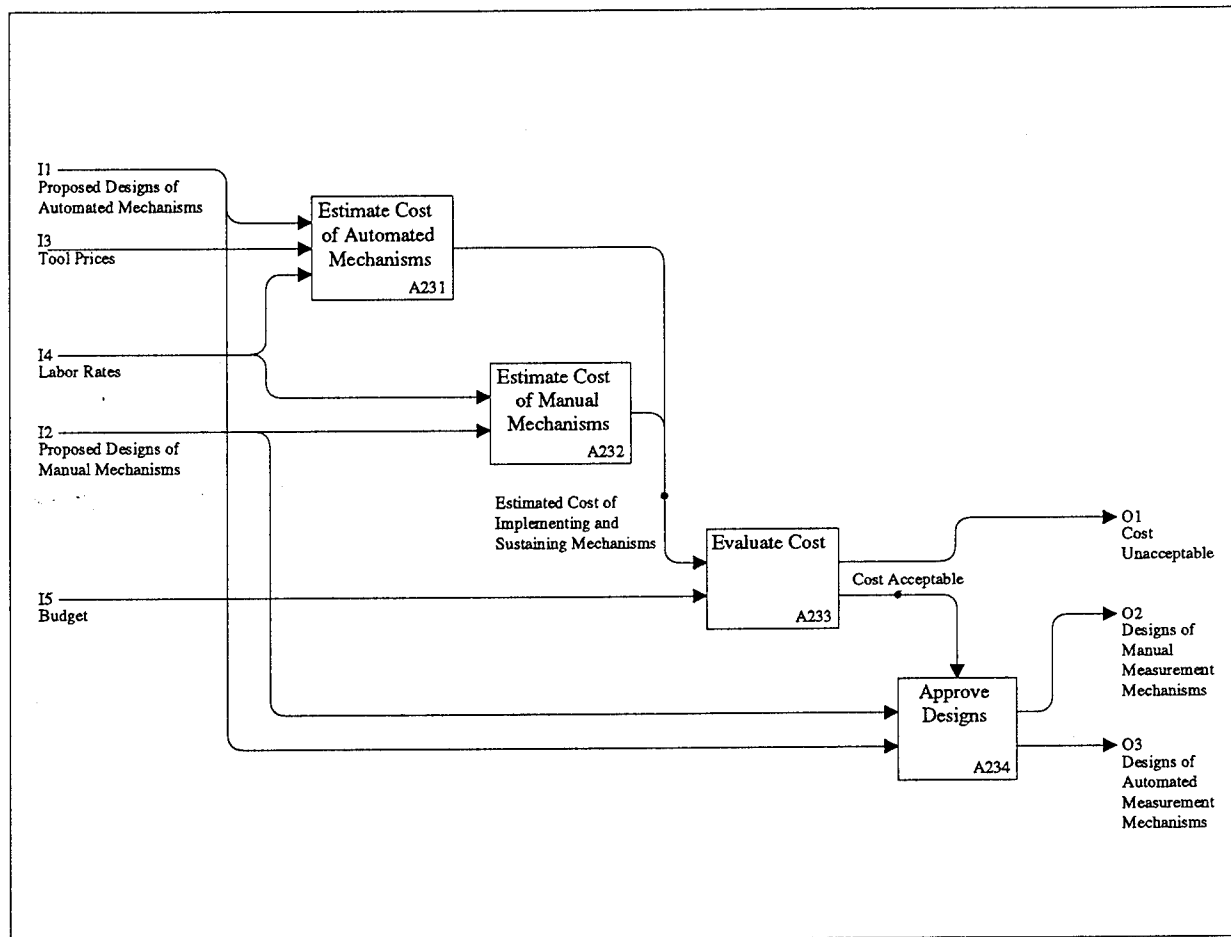 I1
Proposed Designs of
Automated Mechanisms
I3
Tool Prices
I4
Labor Rates
I2
Proposed Designs of
Manual Mechanisms
I5
Budget
Estimate Cost
of Automated
Mechanisms
A231
Estimate Cost
of Manual
Mechanisms
A232
Estimated Cost of
Implementing and
Sustaining Mechanisms
Evaluate Cost
A233
Cost Acceptable
Approve
Designs
A234
O1
Cost
Unacceptable
O2
Designs of
Manual
Measurement
Mechanisms
O3
Designs of
Automated
Measurement
Mechanisms